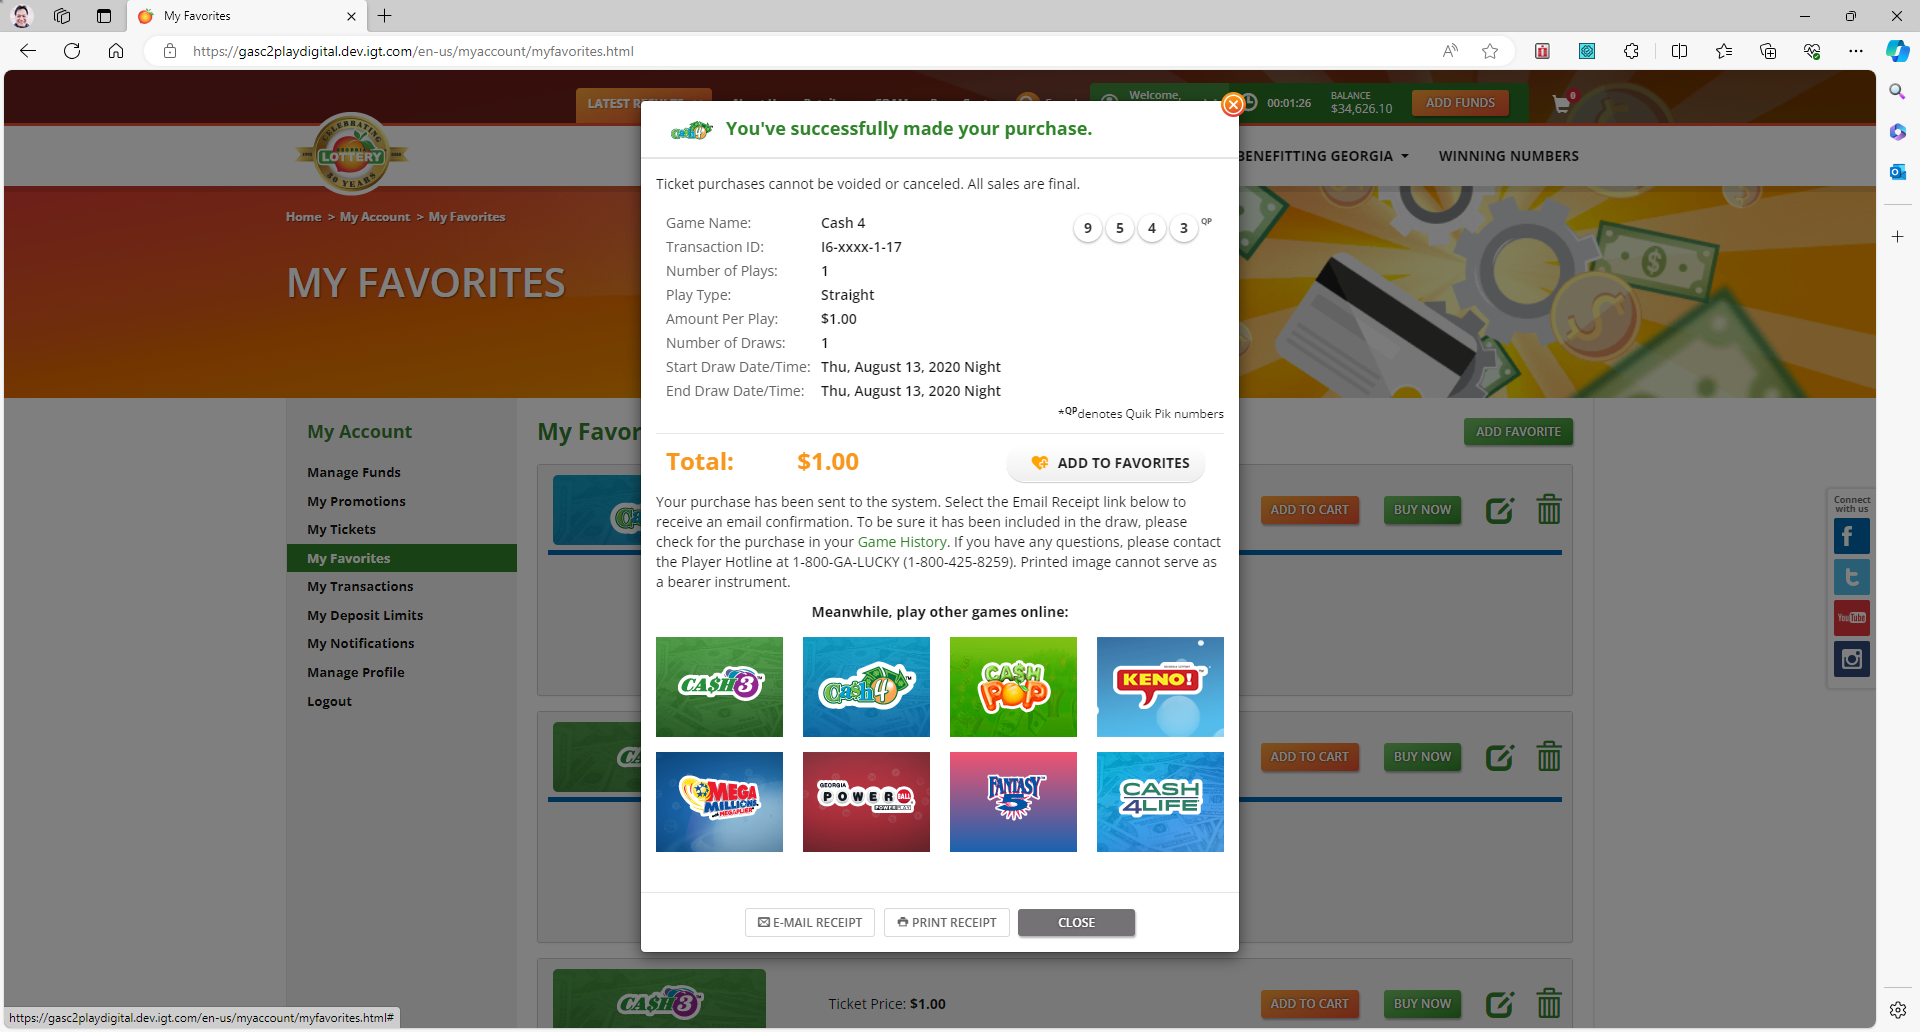 My Favorites
https://gasc2playdigital.dev.igt.com/en-us/myaccount/myfavorites.html
LATEST
Welcome,
00:01:26
BALANCE
$34,626.10
ADD FUNDS
0
CELEBRATING
LOTTERY
30 YEARS
BENEFITTING GEORGIA
WINNING NUMBERS
Home > My Account > My Favorites
MY FAVORITES
My Account
Manage Funds
My Promotions
My Tickets
My Favorites
My Transactions
My Deposit Limits
My Notifications
Manage Profile
Logout
My Favor
ADD FAVORITE
ADD TO CART
BUY NOW
ADD TO CART
BUY NOW
CASH 3
Ticket Price: $1.00
ADD TO CART
BUY NOW
Connect
with us
YouTube
Cash 4
You've successfully made your purchase.
Ticket purchases cannot be voided or canceled. All sales are final.
Game Name: Cash 4
9 5 4 3 QP
Transaction ID: I6-xxxx-1-17
Number of Plays: 1
Play Type: Straight
Amount Per Play: $1.00
Number of Draws: 1
Start Draw Date/Time: Thu, August 13, 2020 Night
End Draw Date/Time: Thu, August 13, 2020 Night
*QPdenotes Quik Pik numbers
Total: $1.00
ADD TO FAVORITES
Your purchase has been sent to the system. Select the Email Receipt link below to
receive an email confirmation. To be sure it has been included in the draw, please
check for the purchase in your Game History. If you have any questions, please contact
the Player Hotline at 1-800-GA-LUCKY (1-800-425-8259). Printed image cannot serve as
a bearer instrument.
Meanwhile, play other games online:
CA$H 3
Cash 4
CA$H POP
KENO!
MEGA MILLIONS
GEORGIA POWERBALL POWERPLAY
FANTASY 5
CASH 4LIFE
E-MAIL RECEIPT
PRINT RECEIPT
CLOSE
https://gasc2playdigital.dev.igt.com/en-us/myaccount/myfavorites.html#